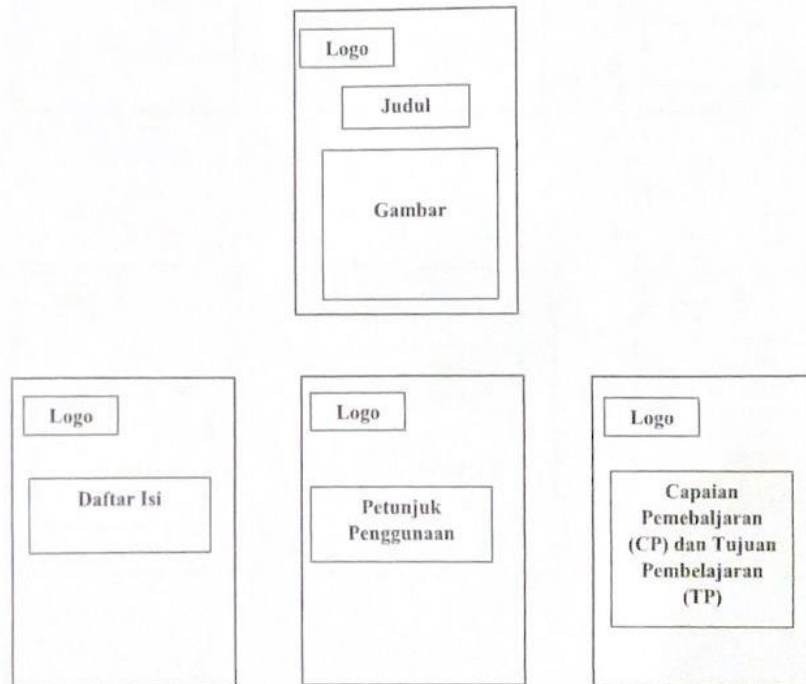 Logo
Judul
Gambar
Logo
Daftar Isi
Logo
Petunjuk
Penggunaan
Logo
Capaian
Pemebaljaran
(CP) dan Tujuan
Pembelajaran
(TP)